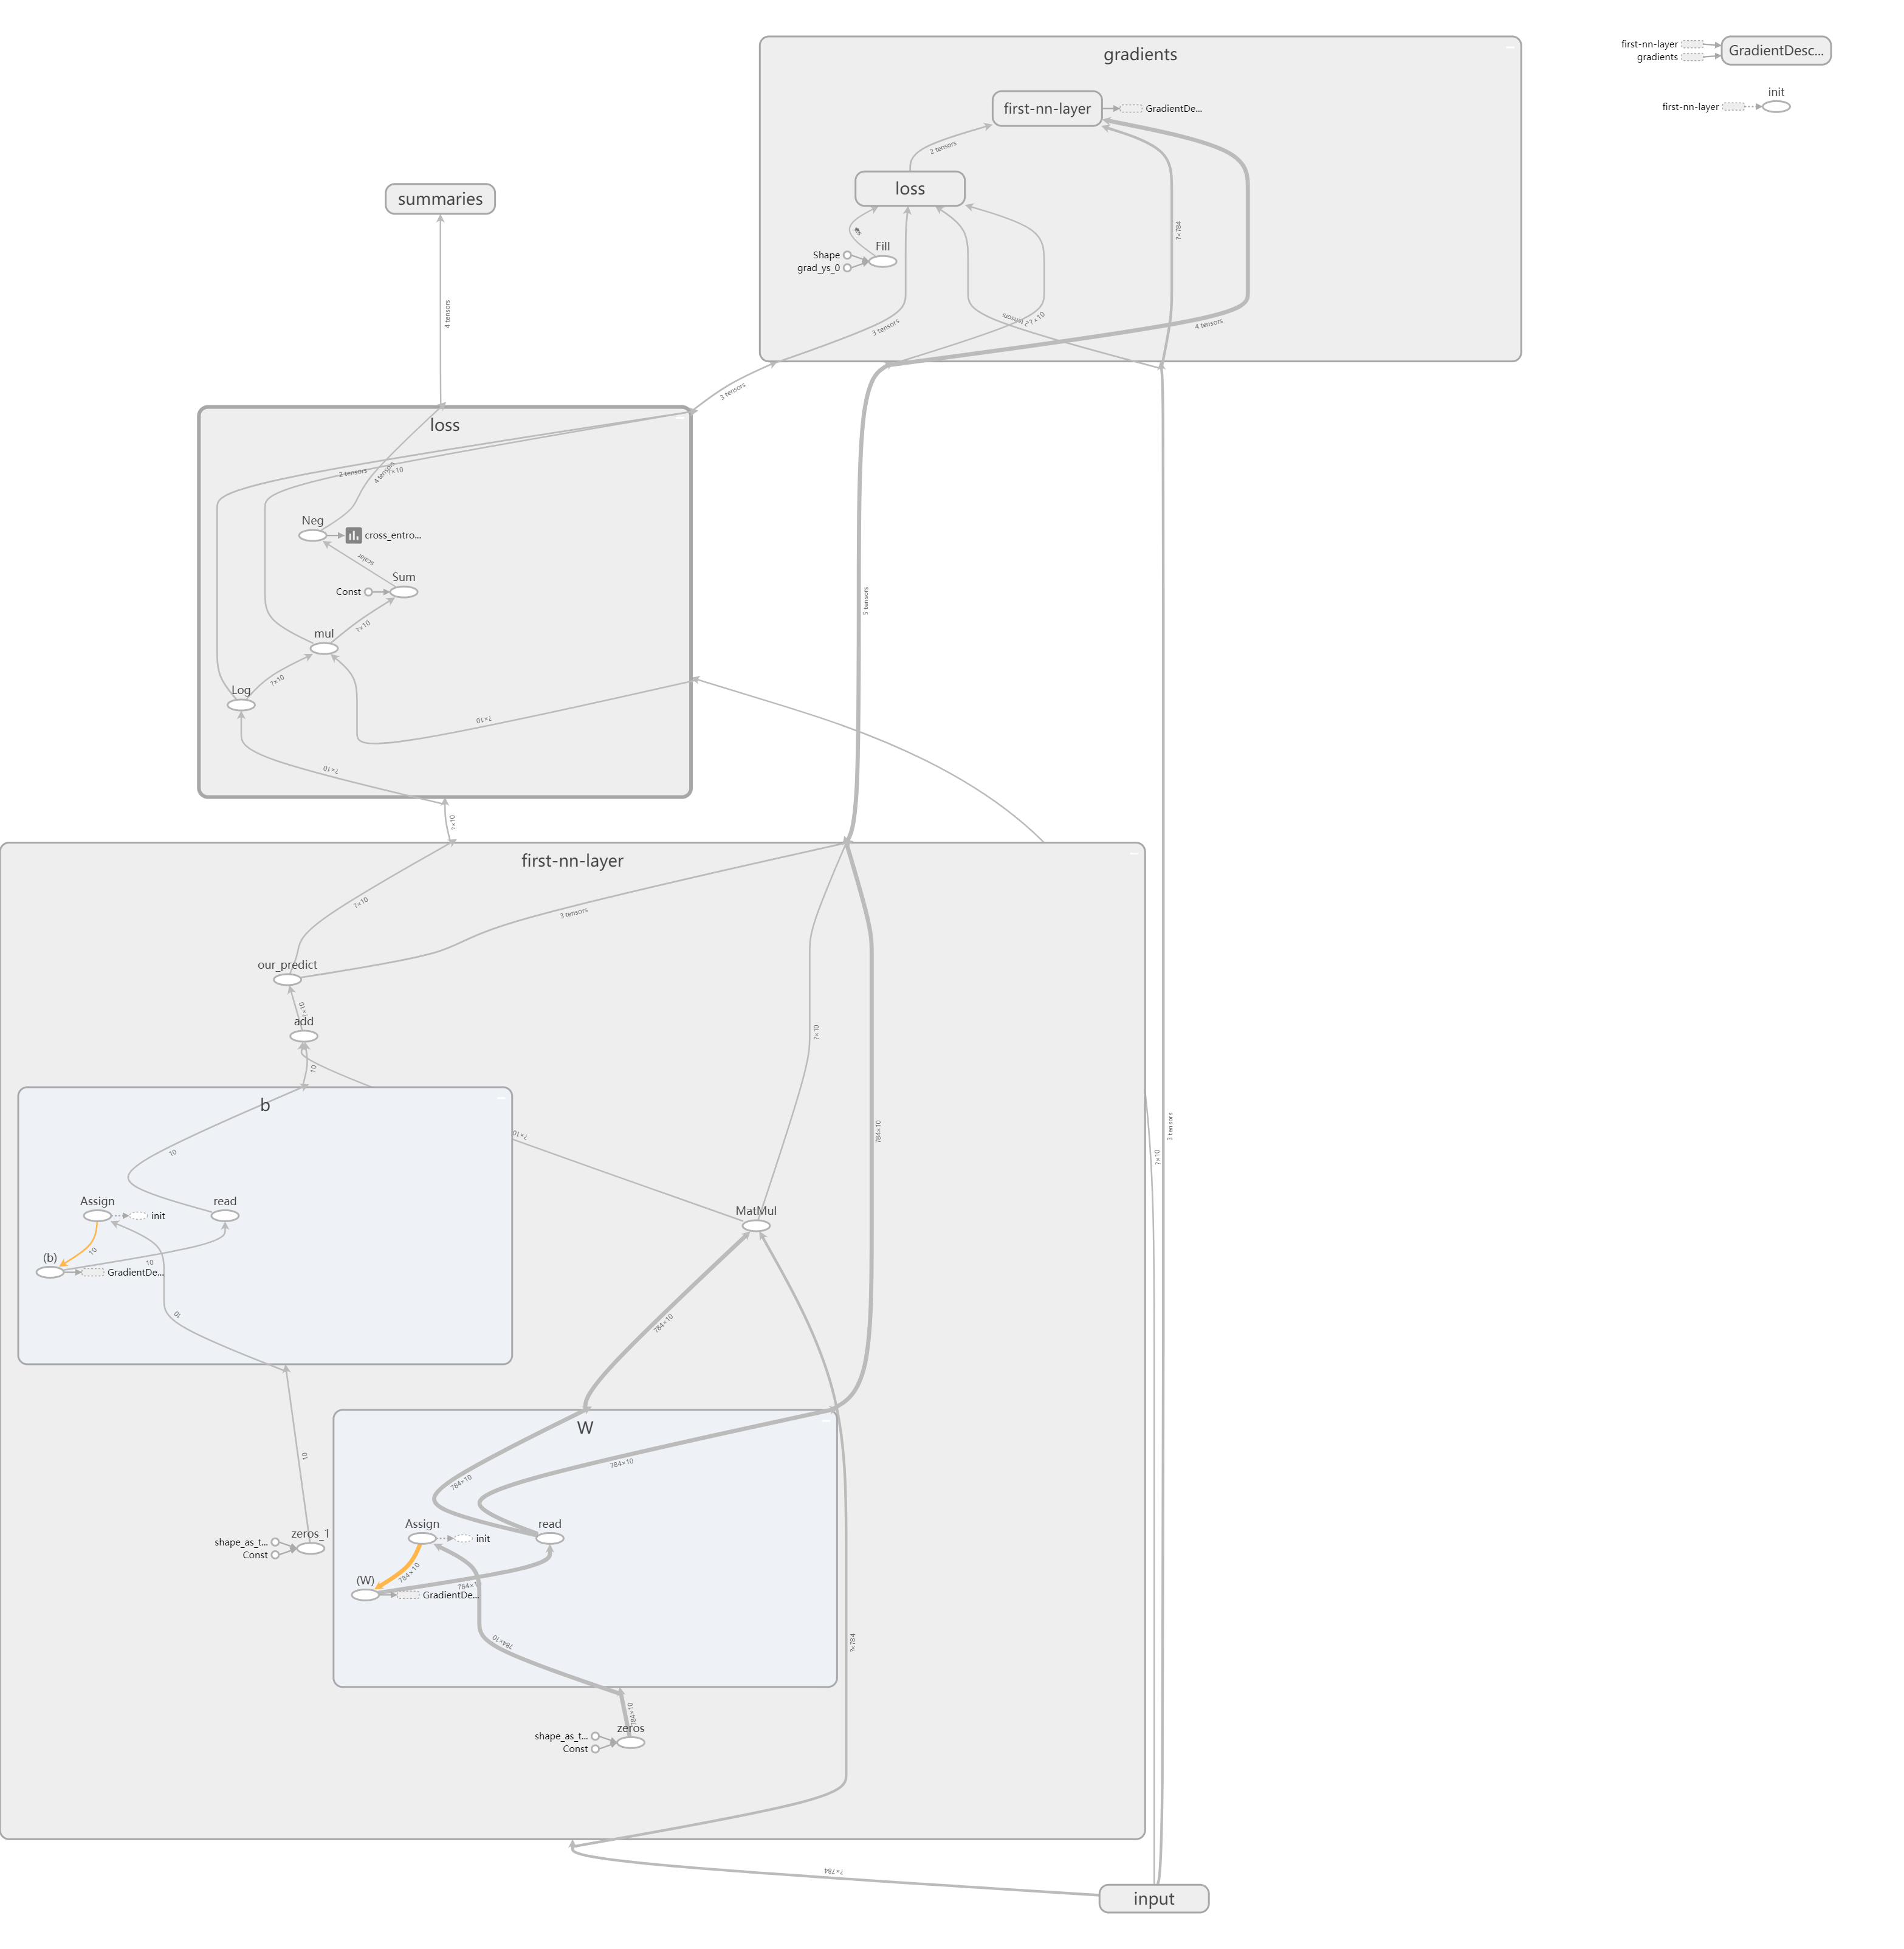 gradients
first-nn-layer
GradientDe...
2 tensors
loss
Fill
Shape
grad_ys_0
?×784
3 tensors
2 tensors
?×10
4 tensors
first-nn-layer
gradients
GradientDesc...
init
first-nn-layer
summaries
4 tensors
3 tensors
loss
2 tensors
4 tensors
?×10
Neg
cross_entro...
scalar
Sum
Const
?×10
mul
?×10
Log
?×10
?×10
5 tensors
?×10
first-nn-layer
?×10
3 tensors
our_predict
?×10
add
10
?×10
784×10
3 tensors
?×10
b
?×10
10
Assign
init
read
MatMul
(b)
10
10
GradientDe...
10
784×10
W
10
784×10
784×10
zeros_1
shape_as_t...
Const
Assign
init
read
(W)
784×10
784×10
GradientDe...
784×10
?×784
784×10
zeros
shape_as_t...
Const
?×784
input